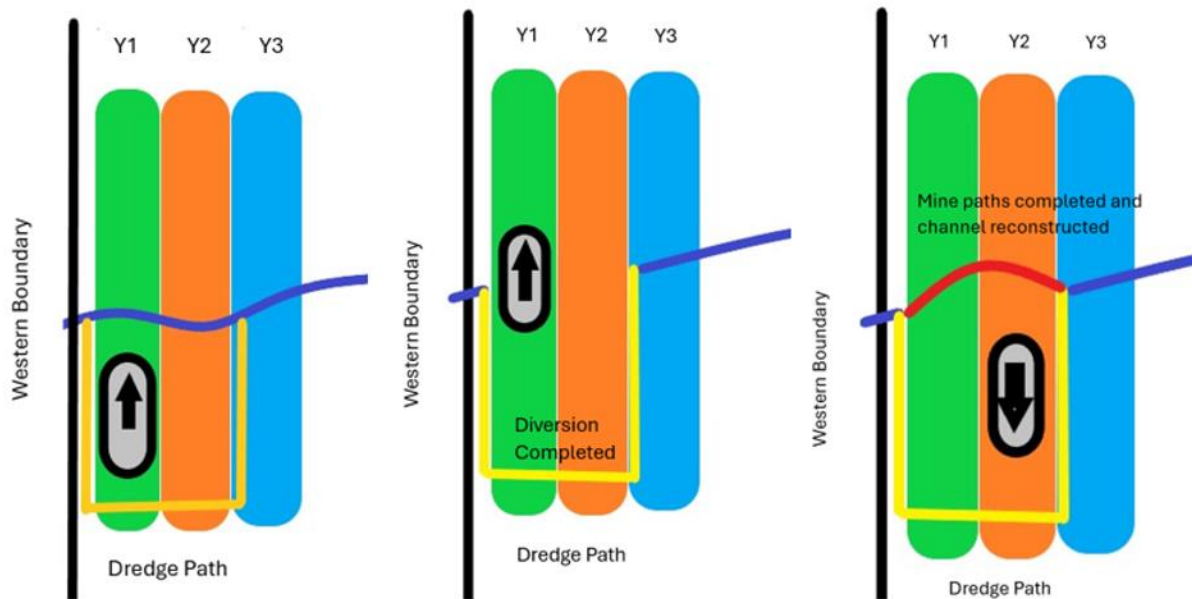 Y1 Y2 Y3
Western Boundary
Dredge Path
Y1 Y2 Y3
Western Boundary
Diversion
Completed
Dredge Path
Y1 Y2 Y3
Mine paths completed and
channel reconstructed
Western Boundary
Dredge Path